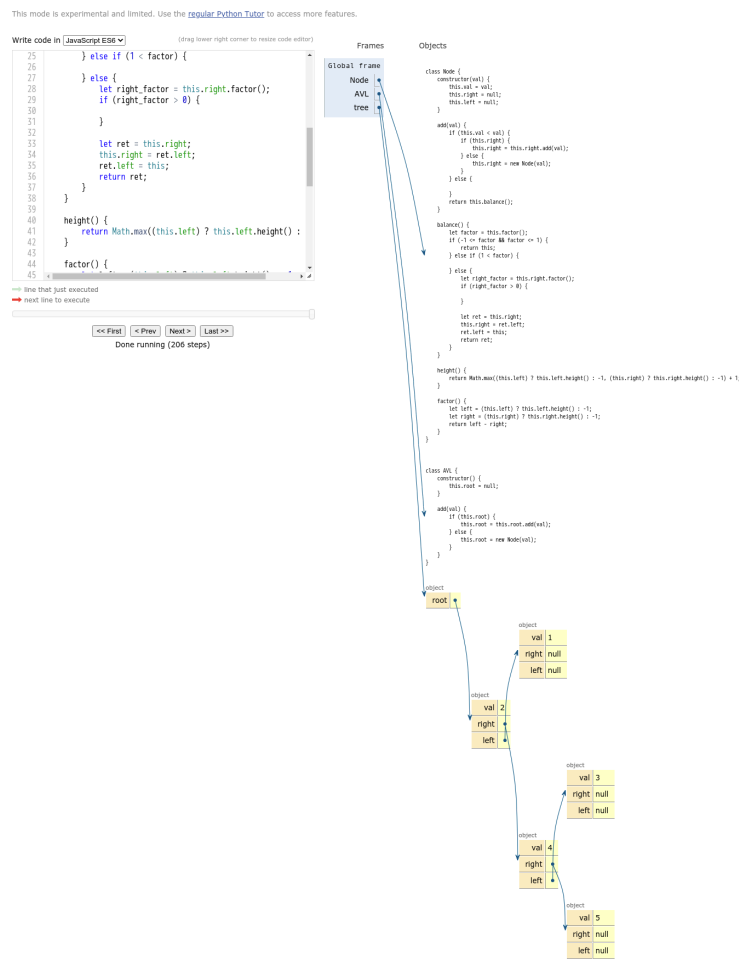 This mode is experimental and limited. Use the regular Python Tutor to access more features.
Write code in JavaScript ES6
(drag lower right corner to resize code editor)
25 } else if (1 < factor) {
26
27 } else {
28 let right_factor = this.right.factor();
29 if (right_factor > 0) {
30
31 }
32
33 let ret = this.right;
34 this.right = ret.left;
35 ret.left = this;
36 return ret;
37 }
38 }
39
40 height() {
41 return Math.max((this.left) ? this.left.height() :
42 }
43
44 factor() {
45
line that just executed
next line to execute
<< First
< Prev
Next >
Last >>
Done running (206 steps)
Frames
Objects
Global frame
Node
AVL
tree
class Node {
constructor(val) {
this.val = val;
this.right = null;
this.left = null;
}
add(val) {
if (this.val < val) {
if (this.right) {
this.right = this.right.add(val);
} else {
this.right = new Node(val);
}
} else {
}
return this.balance();
}
balance() {
let factor = this.factor();
if (-1 <= factor && factor <= 1) {
return this;
} else if (1 < factor) {
} else {
let right_factor = this.right.factor();
if (right_factor > 0) {
}
let ret = this.right;
this.right = ret.left;
ret.left = this;
return ret;
}
}
height() {
return Math.max((this.left) ? this.left.height() : -1, (this.right) ? this.right.height() : -1) + 1;
}
factor() {
let left = (this.left) ? this.left.height() : -1;
let right = (this.right) ? this.right.height() : -1;
return left - right;
}
}
class AVL {
constructor() {
this.root = null;
}
add(val) {
if (this.root) {
this.root = this.root.add(val);
} else {
this.root = new Node(val);
}
}
}
object
root
object
val 1
right null
left null
object
val 2
right
left
object
val 3
right null
left null
object
val 4
right
left
object
val 5
right null
left null